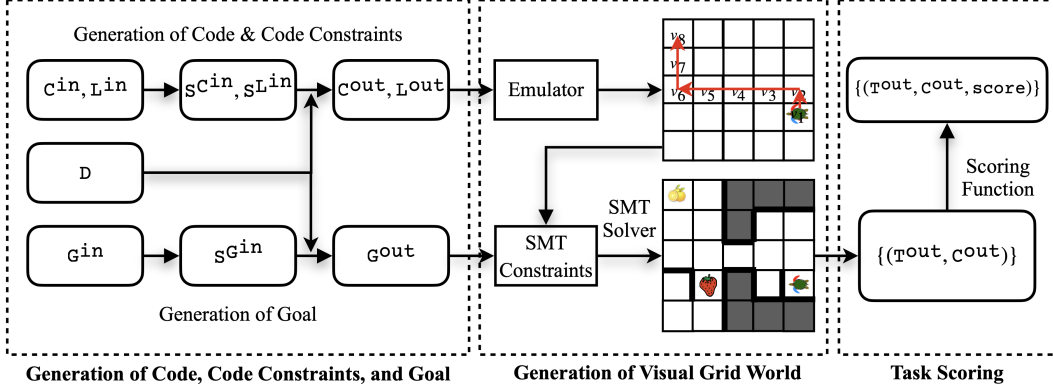 Generation of Code & Code Constraints
Cin, Lin
SCin, SLin
Cout, Lout
D
Gin
SGin
Gout
Generation of Goal
Generation of Code, Code Constraints, and Goal
Emulator
v8
v7
v6 v5 v4 v3 v2
v1
SMT
Constraints
SMT
Solver
Generation of Visual Grid World
{(Tout, Cout, score)}
Scoring
Function
{(Tout, Cout)}
Task Scoring